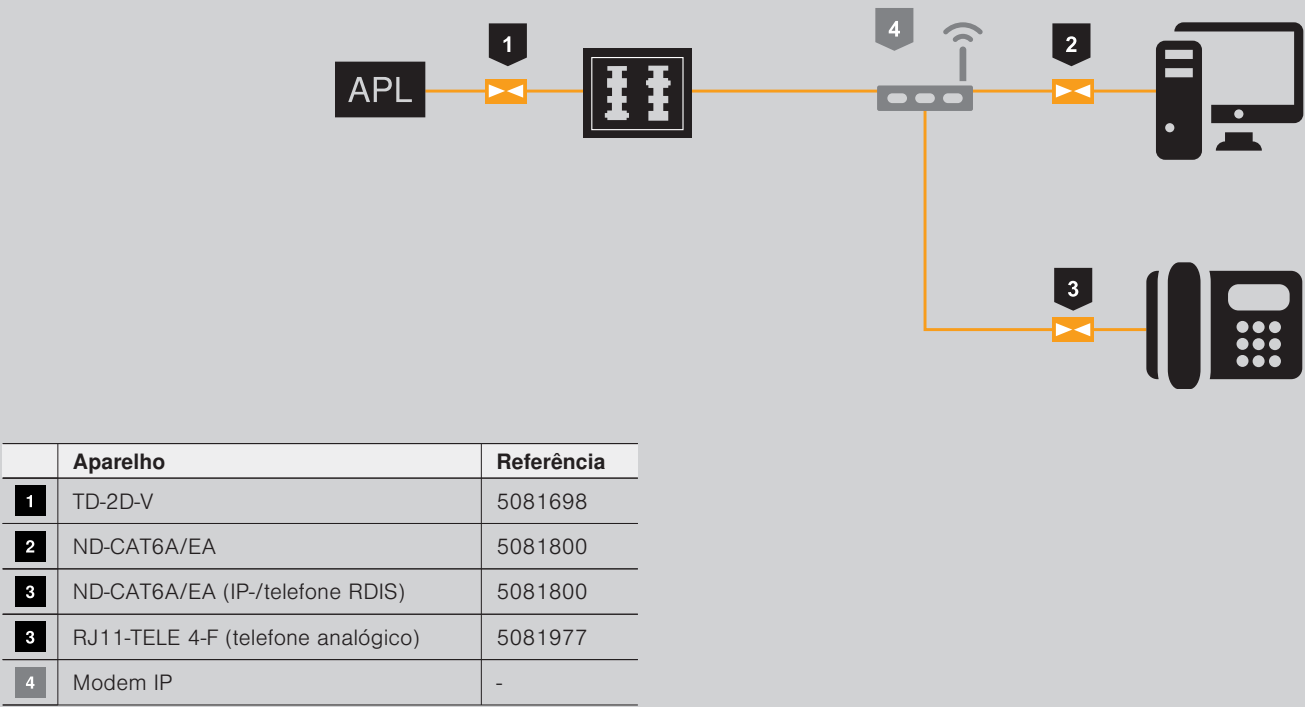 4
1
2
APL
3
Aparelho Referência
1 TD-2D-V 5081698
2 ND-CAT6A/EA 5081800
3 ND-CAT6A/EA (IP-/telefone RDIS) 5081800
3 RJ11-TELE 4-F (telefone analógico) 5081977
4 Modem IP -